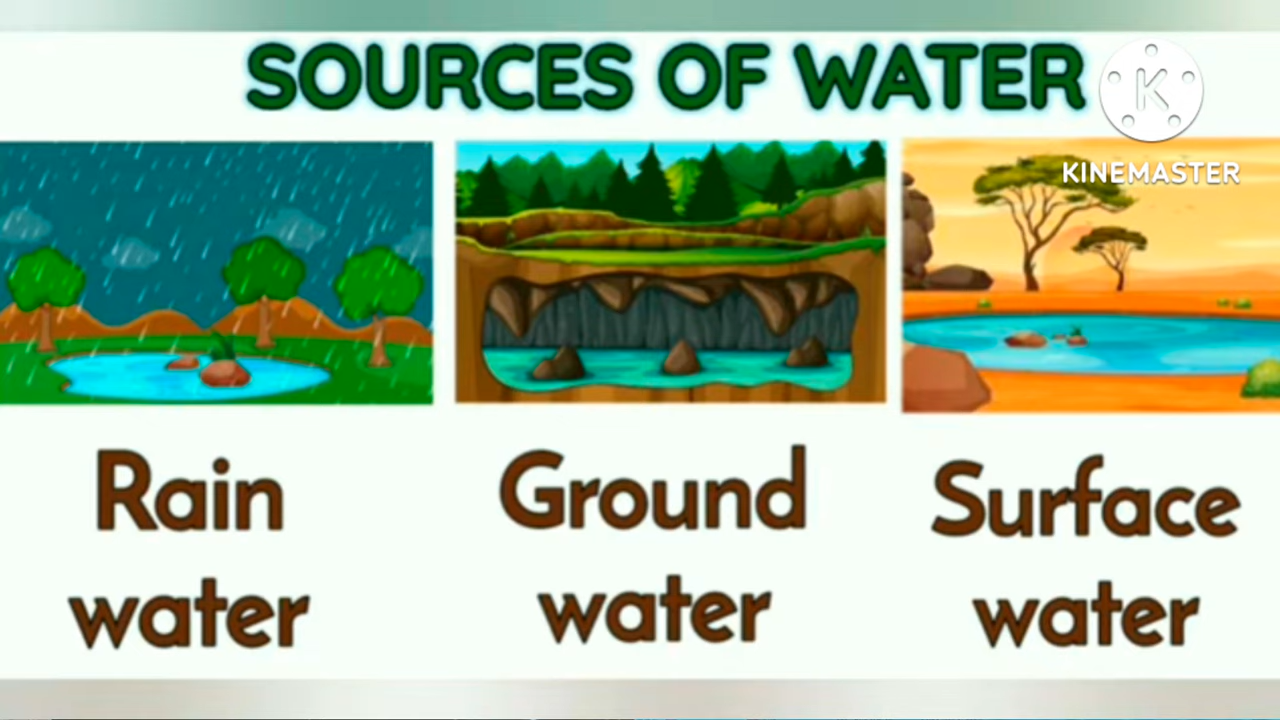 SOURCES OF WATER
K
KINEMASTER
Rain
water
Ground
water
Surface
water